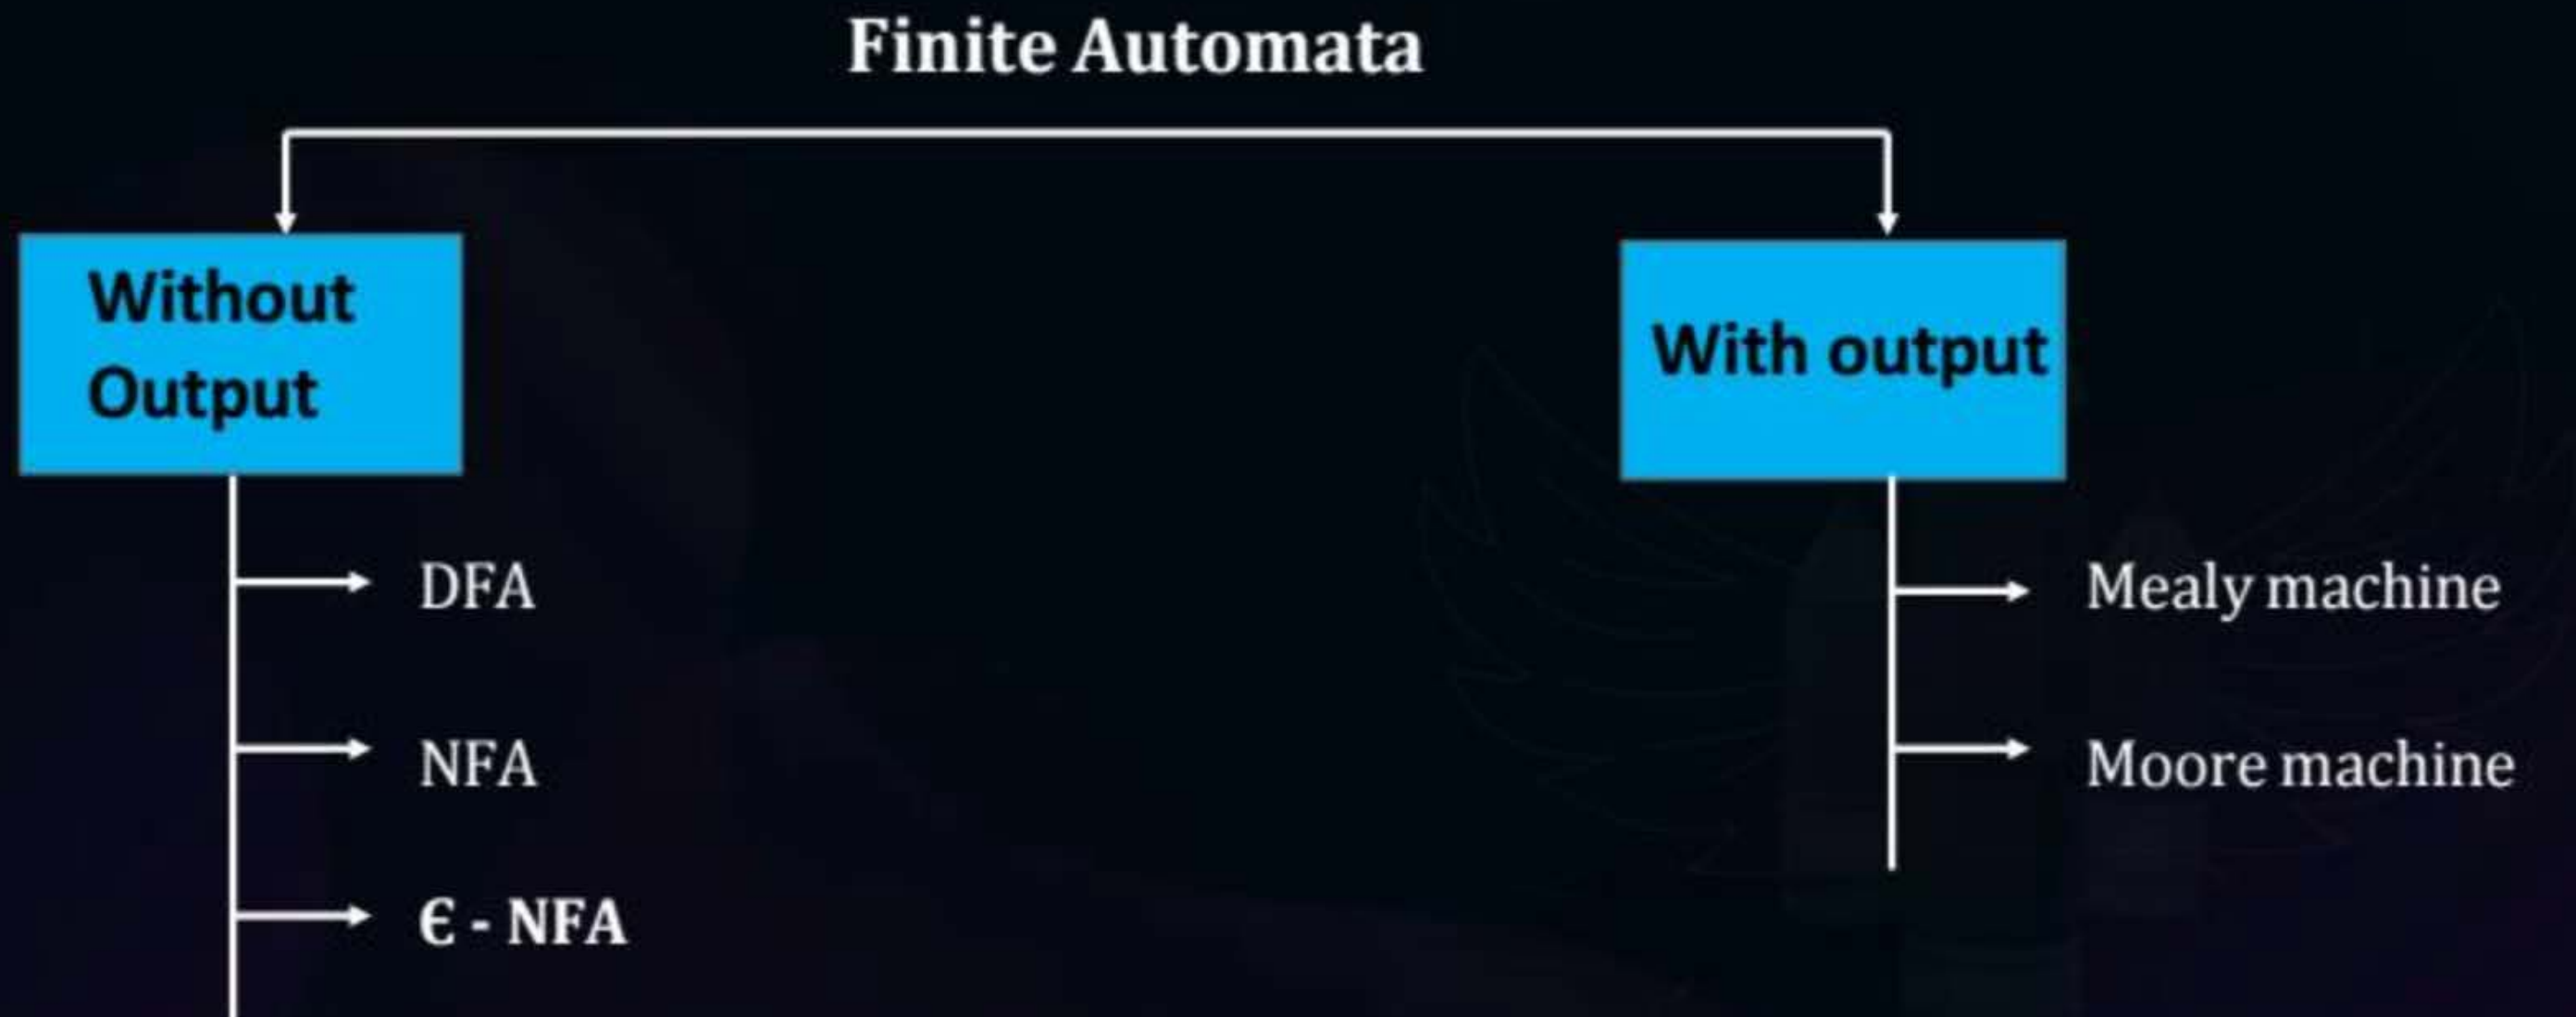 Finite Automata
Without
Output
With output
DFA
NFA
Є - NFA
Mealy machine
Moore machine